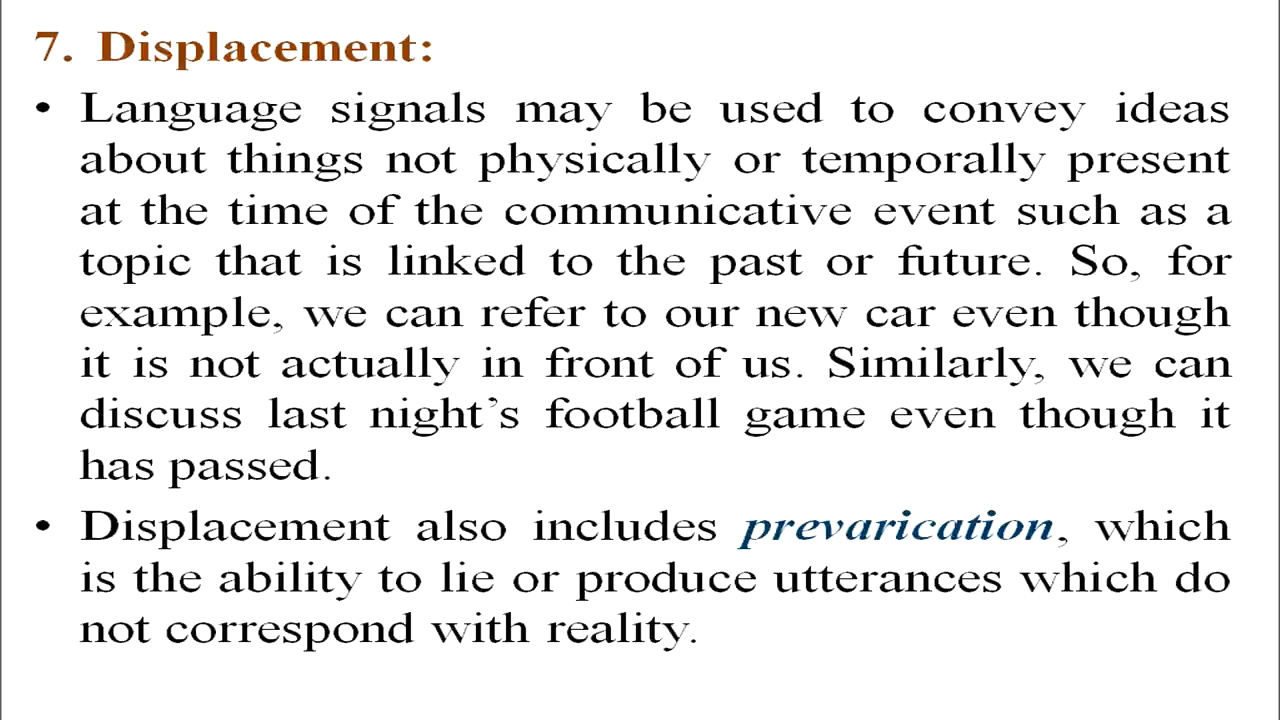 7. Displacement:
• Language signals may be used to convey ideas
about things not physically or temporally present
at the time of the communicative event such as a
topic that is linked to the past or future. So, for
example, we can refer to our new car even though
it is not actually in front of us. Similarly, we can
discuss last night’s football game even though it
has passed.
• Displacement also includes prevarication, which
is the ability to lie or produce utterances which do
not correspond with reality.